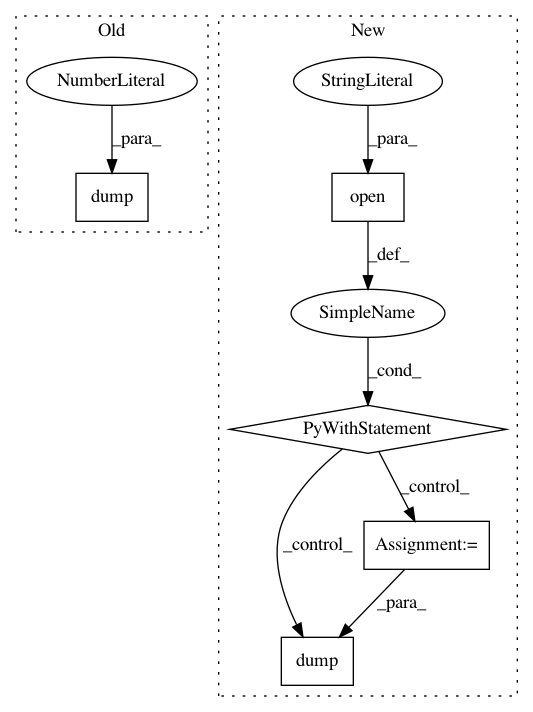 Old
New
NumberLiteral
StringLiteral
_para_
_para_
dump
open
_def_
SimpleName
_cond_
PyWithStatement
_control_
_control_
Assignment:=
_para_
dump